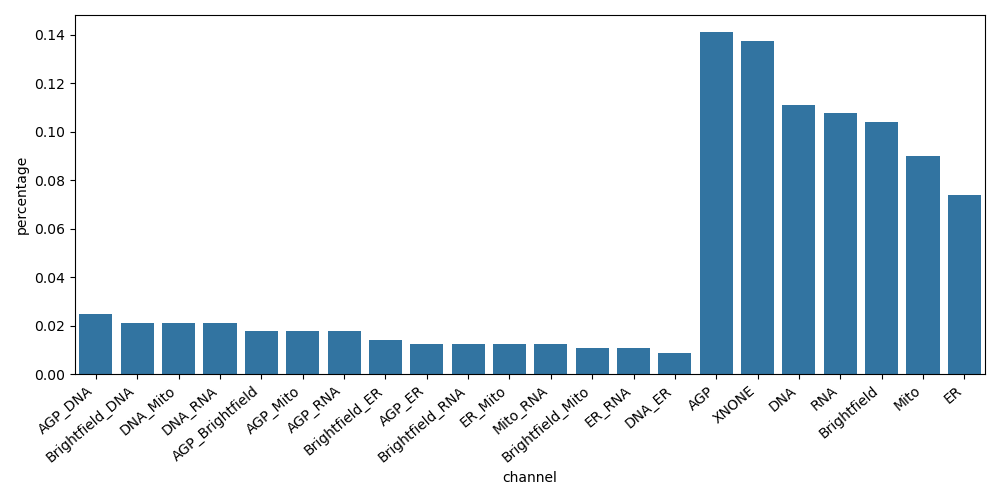 percentage
0.14
0.12
0.10
0.08
0.06
0.04
0.02
0.00
AGP_DNA
Brightfield_DNA
DNA_Mito
DNA_RNA
AGP_Brightfield
AGP_Mito
AGP_RNA
Brightfield_ER
AGP_ER
Brightfield_RNA
ER_Mito
Mito_RNA
Brightfield_Mito
ER_RNA
DNA_ER
AGP
XNONE
DNA
RNA
Brightfield
Mito
ER
channel